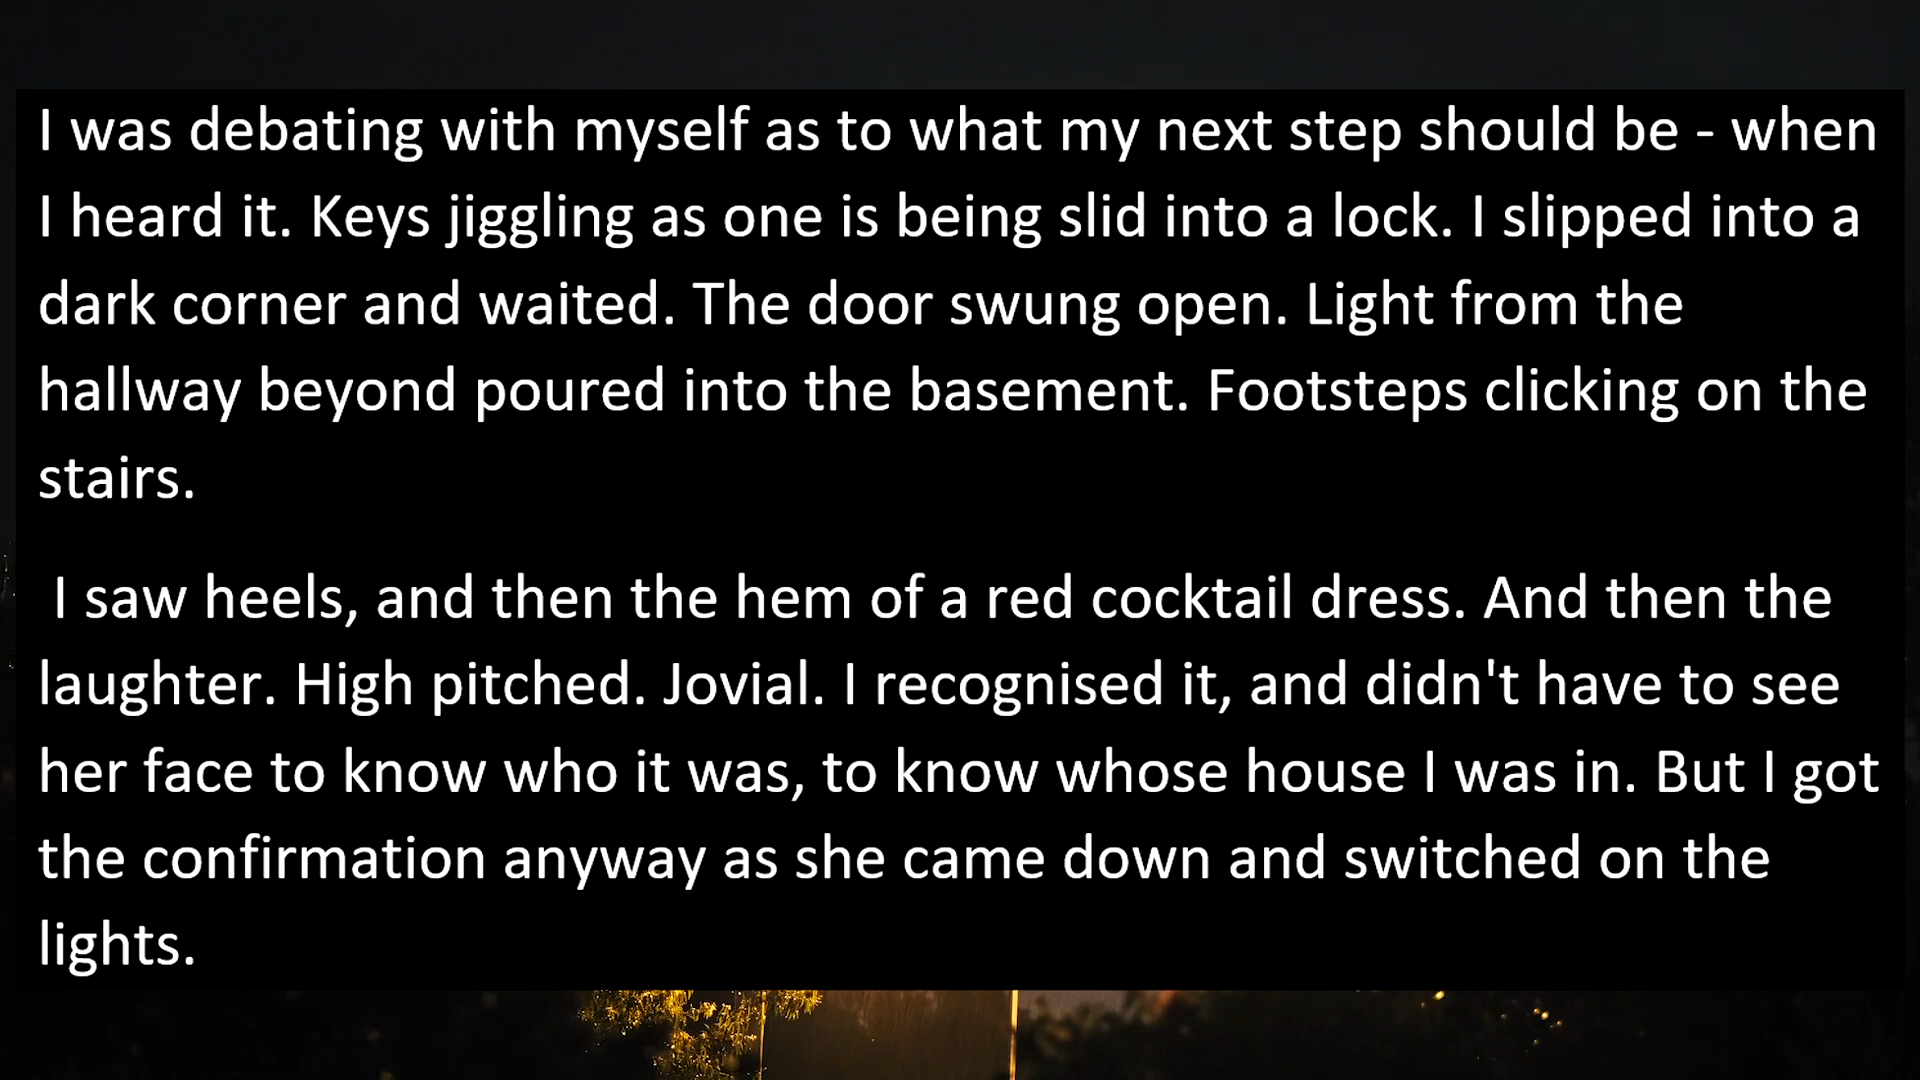 I was debating with myself as to what my next step should be - when
I heard it. Keys jiggling as one is being slid into a lock. I slipped into a
dark corner and waited. The door swung open. Light from the
hallway beyond poured into the basement. Footsteps clicking on the
stairs.
I saw heels, and then the hem of a red cocktail dress. And then the
laughter. High pitched. Jovial. I recognised it, and didn't have to see
her face to know who it was, to know whose house I was in. But I got
the confirmation anyway as she came down and switched on the
lights.